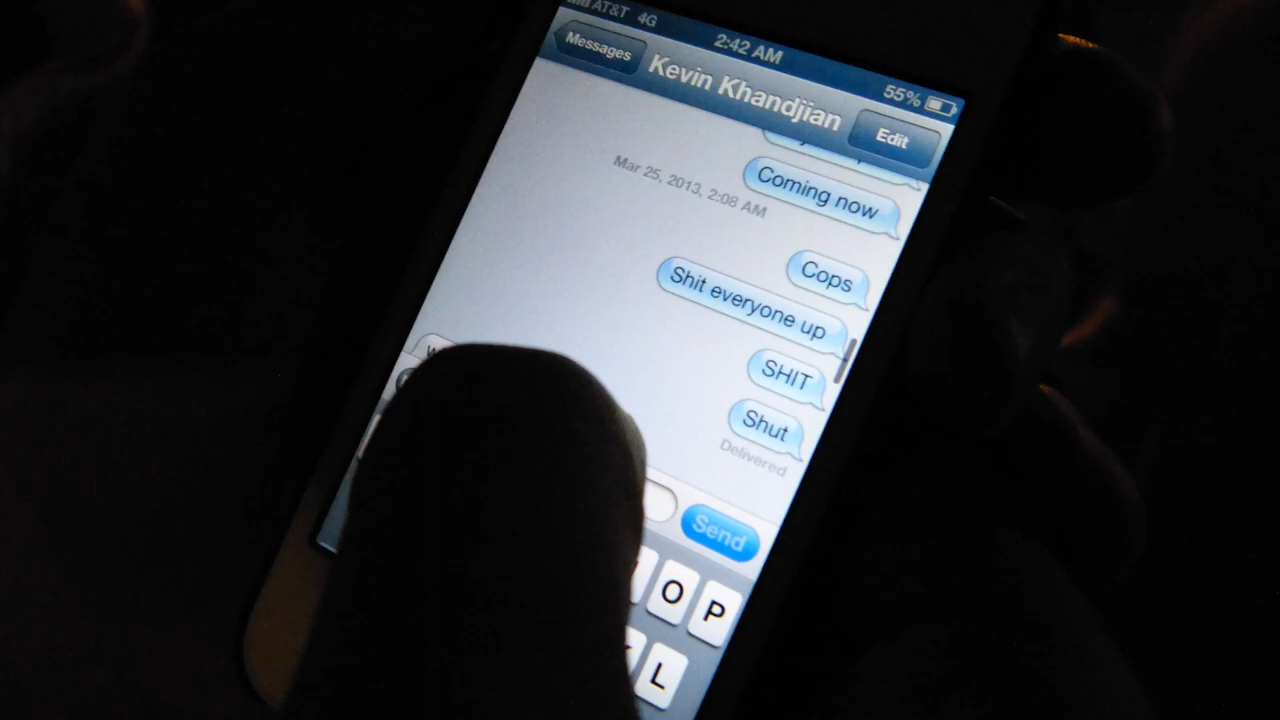 AT&T 4G
2:42 AM
55%
Messages
Kevin Khandjian
Edit
Coming now
Mar 25, 2013, 2:08 AM
Cops
Shit everyone up
SHIT
Shut
Delivered
Send
O P
L